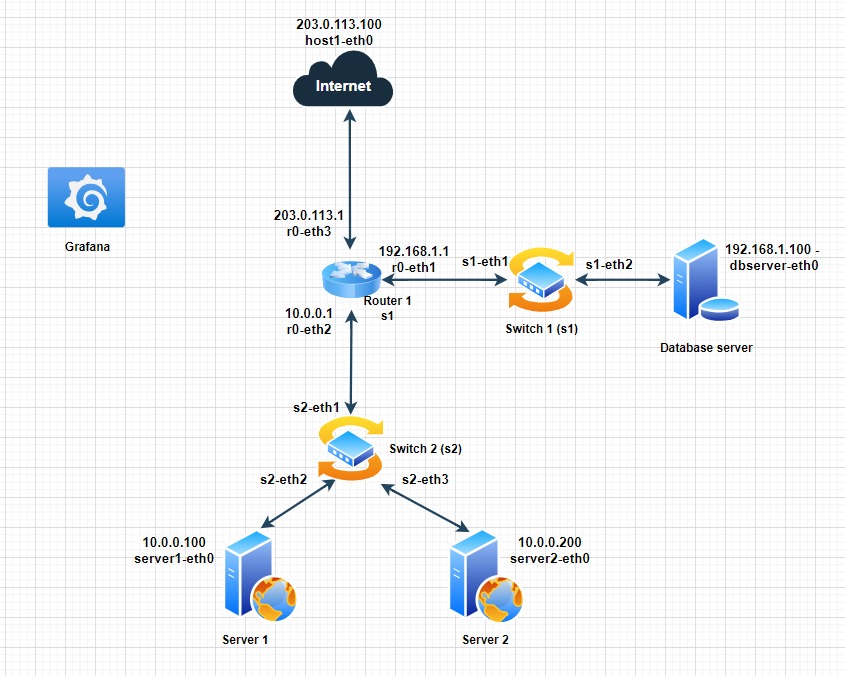 203.0.113.100
host1-eth0
Internet
Grafana
203.0.113.1
r0-eth3
192.168.1.1
r0-eth1
s1-eth1
s1-eth2
192.168.1.100 -
dbserver-eth0
Router 1
s1
10.0.0.1
r0-eth2
Switch 1 (s1)
Database server
s2-eth1
Switch 2 (s2)
s2-eth2
s2-eth3
10.0.0.100
server1-eth0
10.0.0.200
server2-eth0
Server 1
Server 2